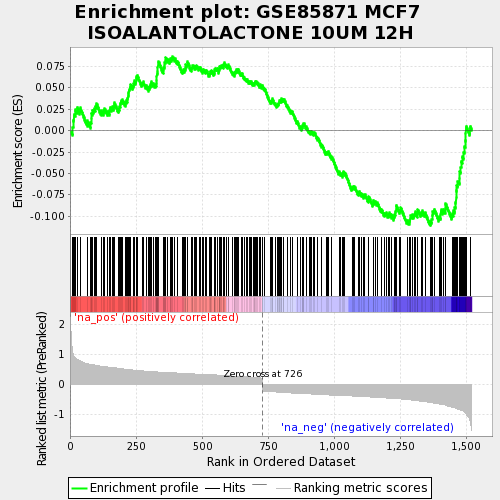 Enrichment plot: GSE85871 MCF7
ISOALANTOLACTONE 10UM 12H
Enrichment score (ES)
0.075
0.050
0.025
0.000
-0.025
-0.050
-0.075
-0.100
'na_pos' (positively correlated)
Ranked list metric (PreRanked)
2
1
0
-1
Zero cross at 726
'na_neg' (negatively correlated)
0
250
500
750
1,000
1,250
1,500
Rank in Ordered Dataset
Enrichment profile
Hits
Ranking metric scores